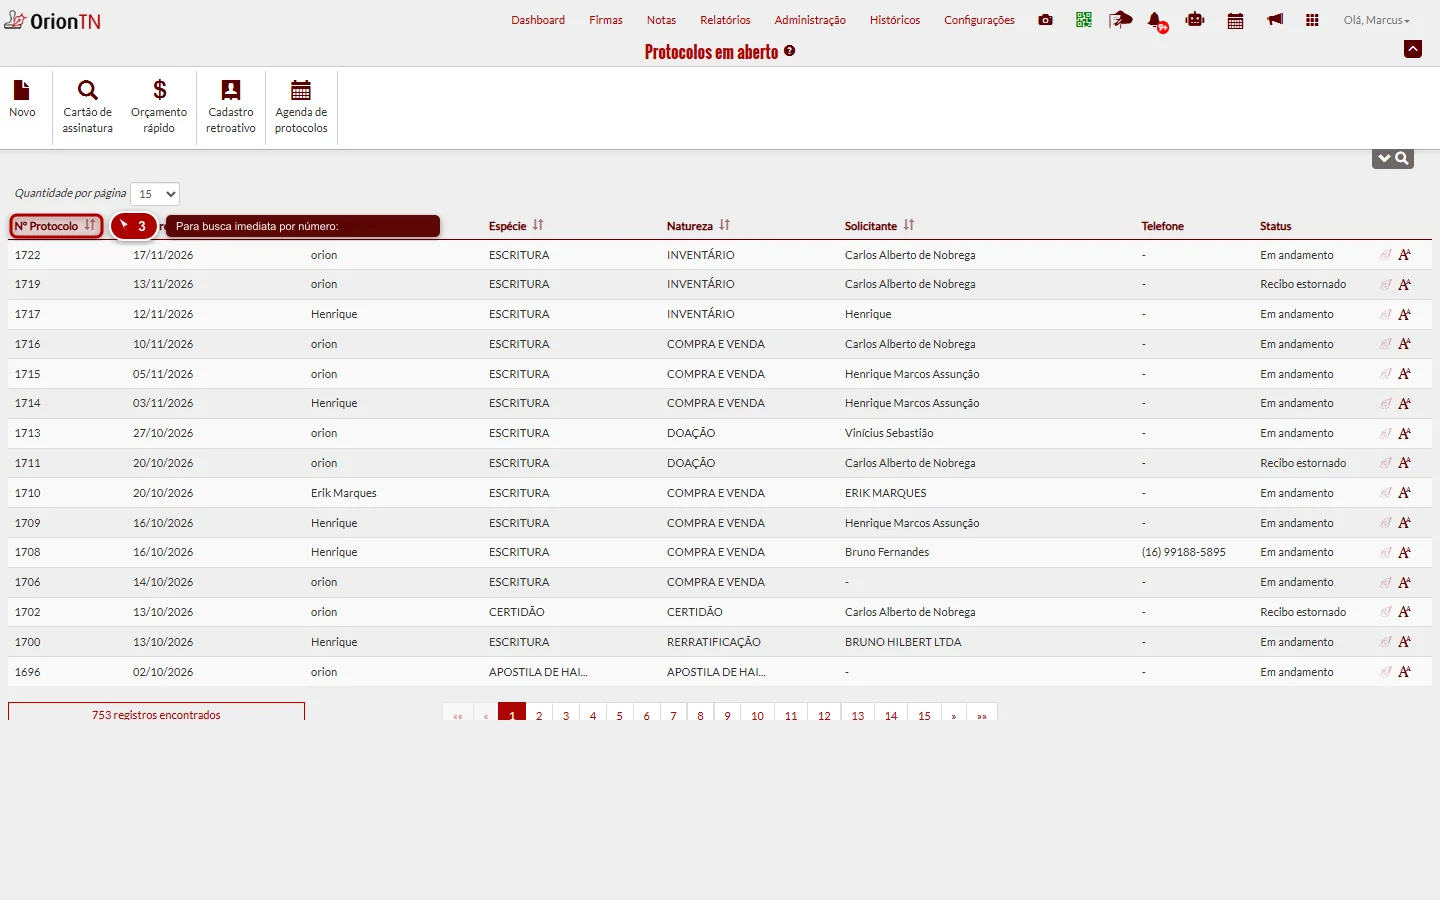 OrionTN
Dashboard Firmas Notas Relatórios Administração Históricos Configurações 9+ Olá, Marcus
Protocolos em aberto ?
Novo
Cartão de assinatura
Orçamento rápido
Cadastro retroativo
Agenda de protocolos
Quantidade por página 15
Nº Protocolo 3 Para busca imediata por número: Espécie Natureza Solicitante Telefone Status
1722 17/11/2026 orion ESCRITURA INVENTÁRIO Carlos Alberto de Nobrega - Em andamento
1719 13/11/2026 orion ESCRITURA INVENTÁRIO Carlos Alberto de Nobrega - Recibo estornado
1717 12/11/2026 Henrique ESCRITURA INVENTÁRIO Henrique - Em andamento
1716 10/11/2026 orion ESCRITURA COMPRA E VENDA Carlos Alberto de Nobrega - Em andamento
1715 05/11/2026 orion ESCRITURA COMPRA E VENDA Henrique Marcos Assunção - Em andamento
1714 03/11/2026 Henrique ESCRITURA COMPRA E VENDA Henrique Marcos Assunção - Em andamento
1713 27/10/2026 orion ESCRITURA DOAÇÃO Vinícius Sebastião - Em andamento
1711 20/10/2026 orion ESCRITURA DOAÇÃO Carlos Alberto de Nobrega - Recibo estornado
1710 20/10/2026 Erik Marques ESCRITURA COMPRA E VENDA ERIK MARQUES - Em andamento
1709 16/10/2026 Henrique ESCRITURA COMPRA E VENDA Henrique Marcos Assunção - Em andamento
1708 16/10/2026 Henrique ESCRITURA COMPRA E VENDA Bruno Fernandes (16) 99188-5895 Em andamento
1706 14/10/2026 orion ESCRITURA COMPRA E VENDA - - Em andamento
1702 13/10/2026 orion CERTIDÃO CERTIDÃO Carlos Alberto de Nobrega - Recibo estornado
1700 13/10/2026 Henrique ESCRITURA RERRATIFICAÇÃO BRUNO HILBERT LTDA - Em andamento
1696 02/10/2026 orion APOSTILA DE HAI... APOSTILA DE HAI... - - Em andamento
753 registros encontrados «« « 1 2 3 4 5 6 7 8 9 10 11 12 13 14 15 » »»